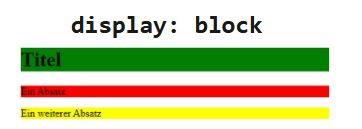 display: block
Titel
Ein Absatz
Ein weiterer Absatz